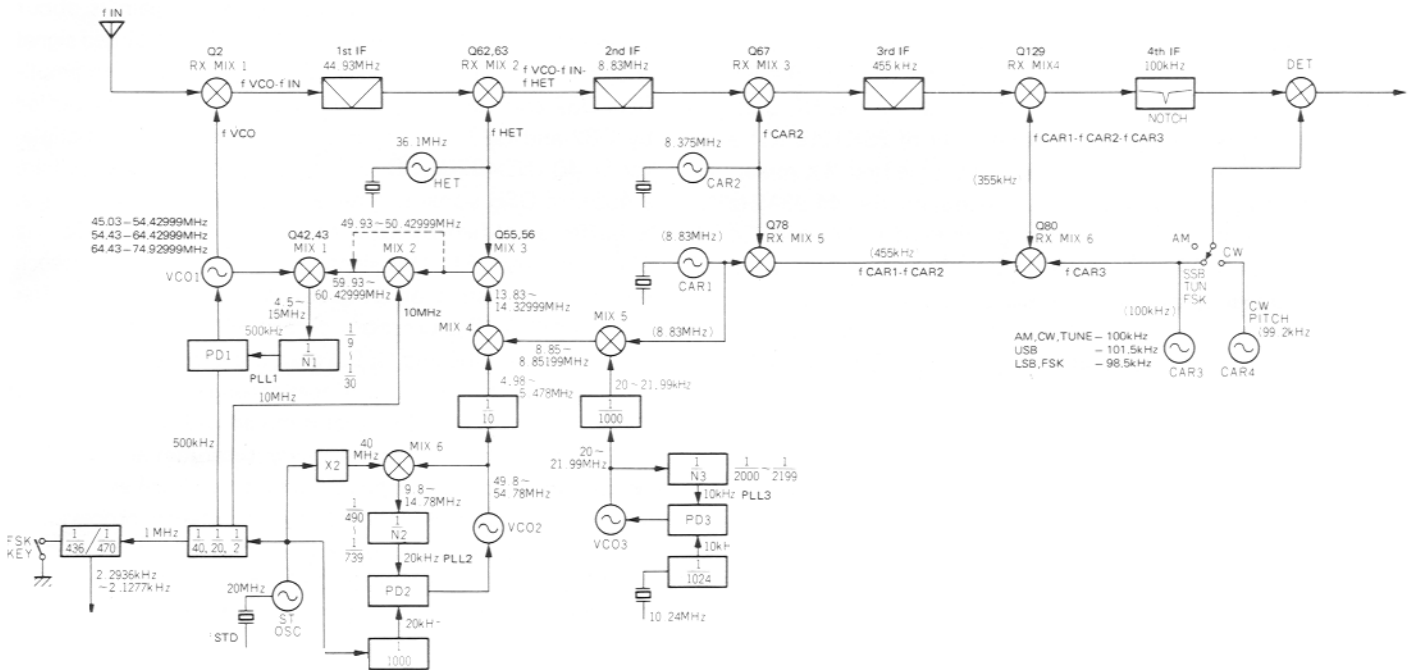 f IN
Q2
RX MIX 1
f VCO-f IN
1st IF
44.93MHz
Q62,63
RX MIX 2
f VCO-f IN-
f HET
2nd IF
8.83MHz
Q67
RX MIX 3
3rd IF
455 kHz
Q129
RX MIX4
4th IF
100kHz
NOTCH
DET
f VCO
f HET
f CAR2
f CAR1-f CAR2-f CAR3
36.1MHz
HET
8.375MHz
CAR2
(355kHz
45.03-54.42999MHz
54.43-64.42999MHz
64.43-74.92999MHz
VCO1
Q42,43
MIX 1
49.93~50.42999MHz
MIX 2
59.93~
60.42999MHz
Q55,56
MIX 3
(8.83MHz)
CAR1
Q78
RX MIX 5
(455kHz
f CAR1-f CAR2
Q80
RX MIX 6
f CAR3
AM
SSB
TUN
FSK
CW
4.5~
15MHz
10MHz
13.83~
14.32999MHz
MIX 4
MIX 5
(8.83MHz)
8.85~
8.85199MHz
(100kHz)
CW
PITCH
(99.2kHz
500kHz
PD1
1
N1
1
9
~
1
30
PLL1
10MHz
AM,CW,TUNE – 100kHz
USB – 101.5kHz
LSB,FSK – 98.5kHz
CAR3
CAR4
4.98~
5.478MHz
1
10
20~21.99kHz
1
1000
500kHz
X2
40
MHz
MIX 6
20~
21.99MHz
1
N3
1
2000
~
1
2199
9.8~
14.78MHz
49.8~
54.78MHz
10kHz PLL3
FSK
KEY
1
436
/
1
470
1MHz
1
40,
1
20,
1
2
1
490
~
1
739
1
N2
VCO2
VCO3
PD3
10kH
2.2936kHz
~2.1277kHz
20kHz PLL2
PD2
1
1024
20MHz
ST
OSC
STD
20kH
1
1000
10.24MHz